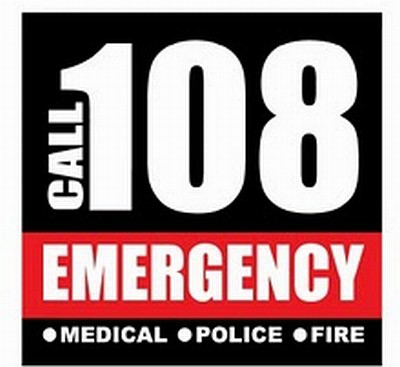 CALL 108
EMERGENCY
●MEDICAL ●POLICE ●FIRE